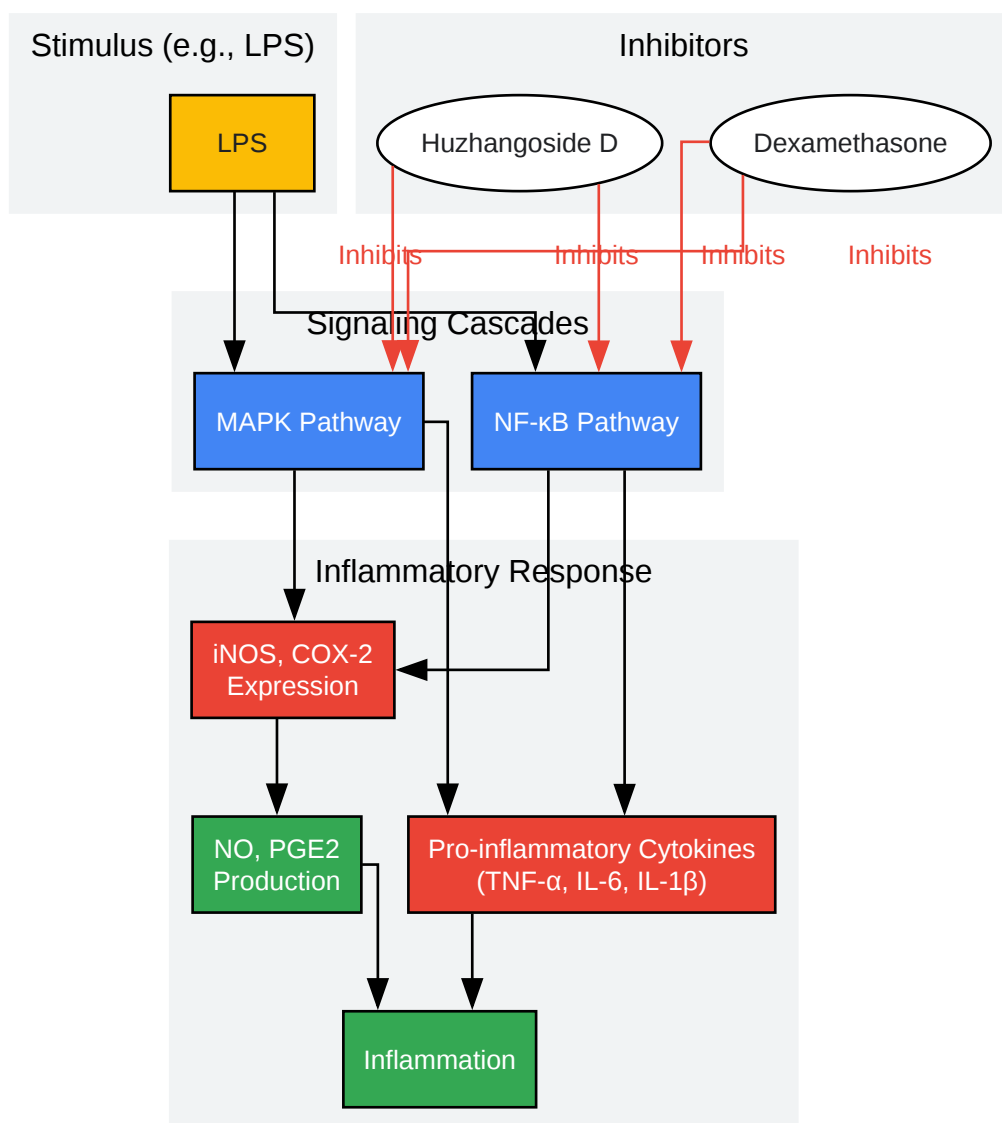 Stimulus (e.g., LPS)
Inhibitors
LPS
Huzhangoside D
Dexamethasone
Inhibits
Inhibits
Inhibits
Inhibits
Signaling Cascades
MAPK Pathway
NF-κB Pathway
Inflammatory Response
iNOS, COX-2
Expression
NO, PGE2
Production
Pro-inflammatory Cytokines
(TNF-α, IL-6, IL-1β)
Inflammation